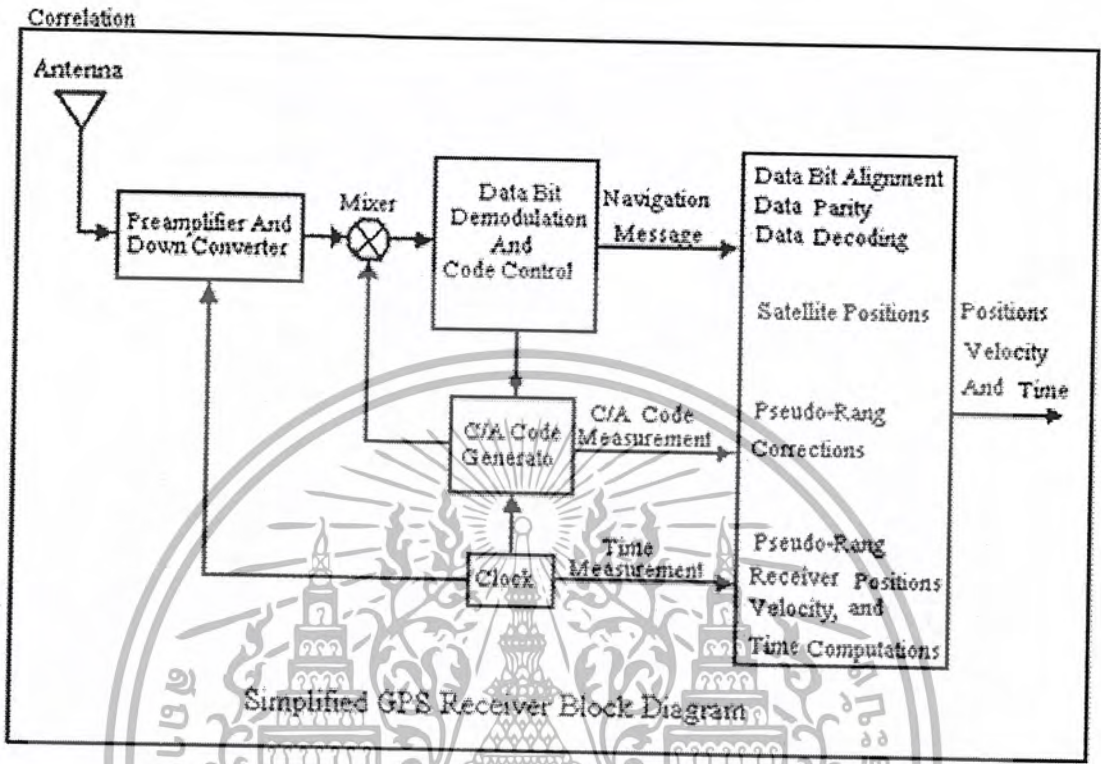 Correlation
Antenna
Preamplifier And
Down Converter
Mixer
Data Bit
Demodulation
And
Code Control
Navigation
Message
Data Bit Alignment
Data Parity
Data Decoding
Satellite Positions
Positions
Velocity
And Time
C/A Code
Generato
C/A Code
Measurement
Pseudo-Rang
Corrections
Clock
Time
Measurement
Pseudo-Rang
Receiver Positions
Velocity, and
Time Computations
Simplified GPS Receiver Block Diagram